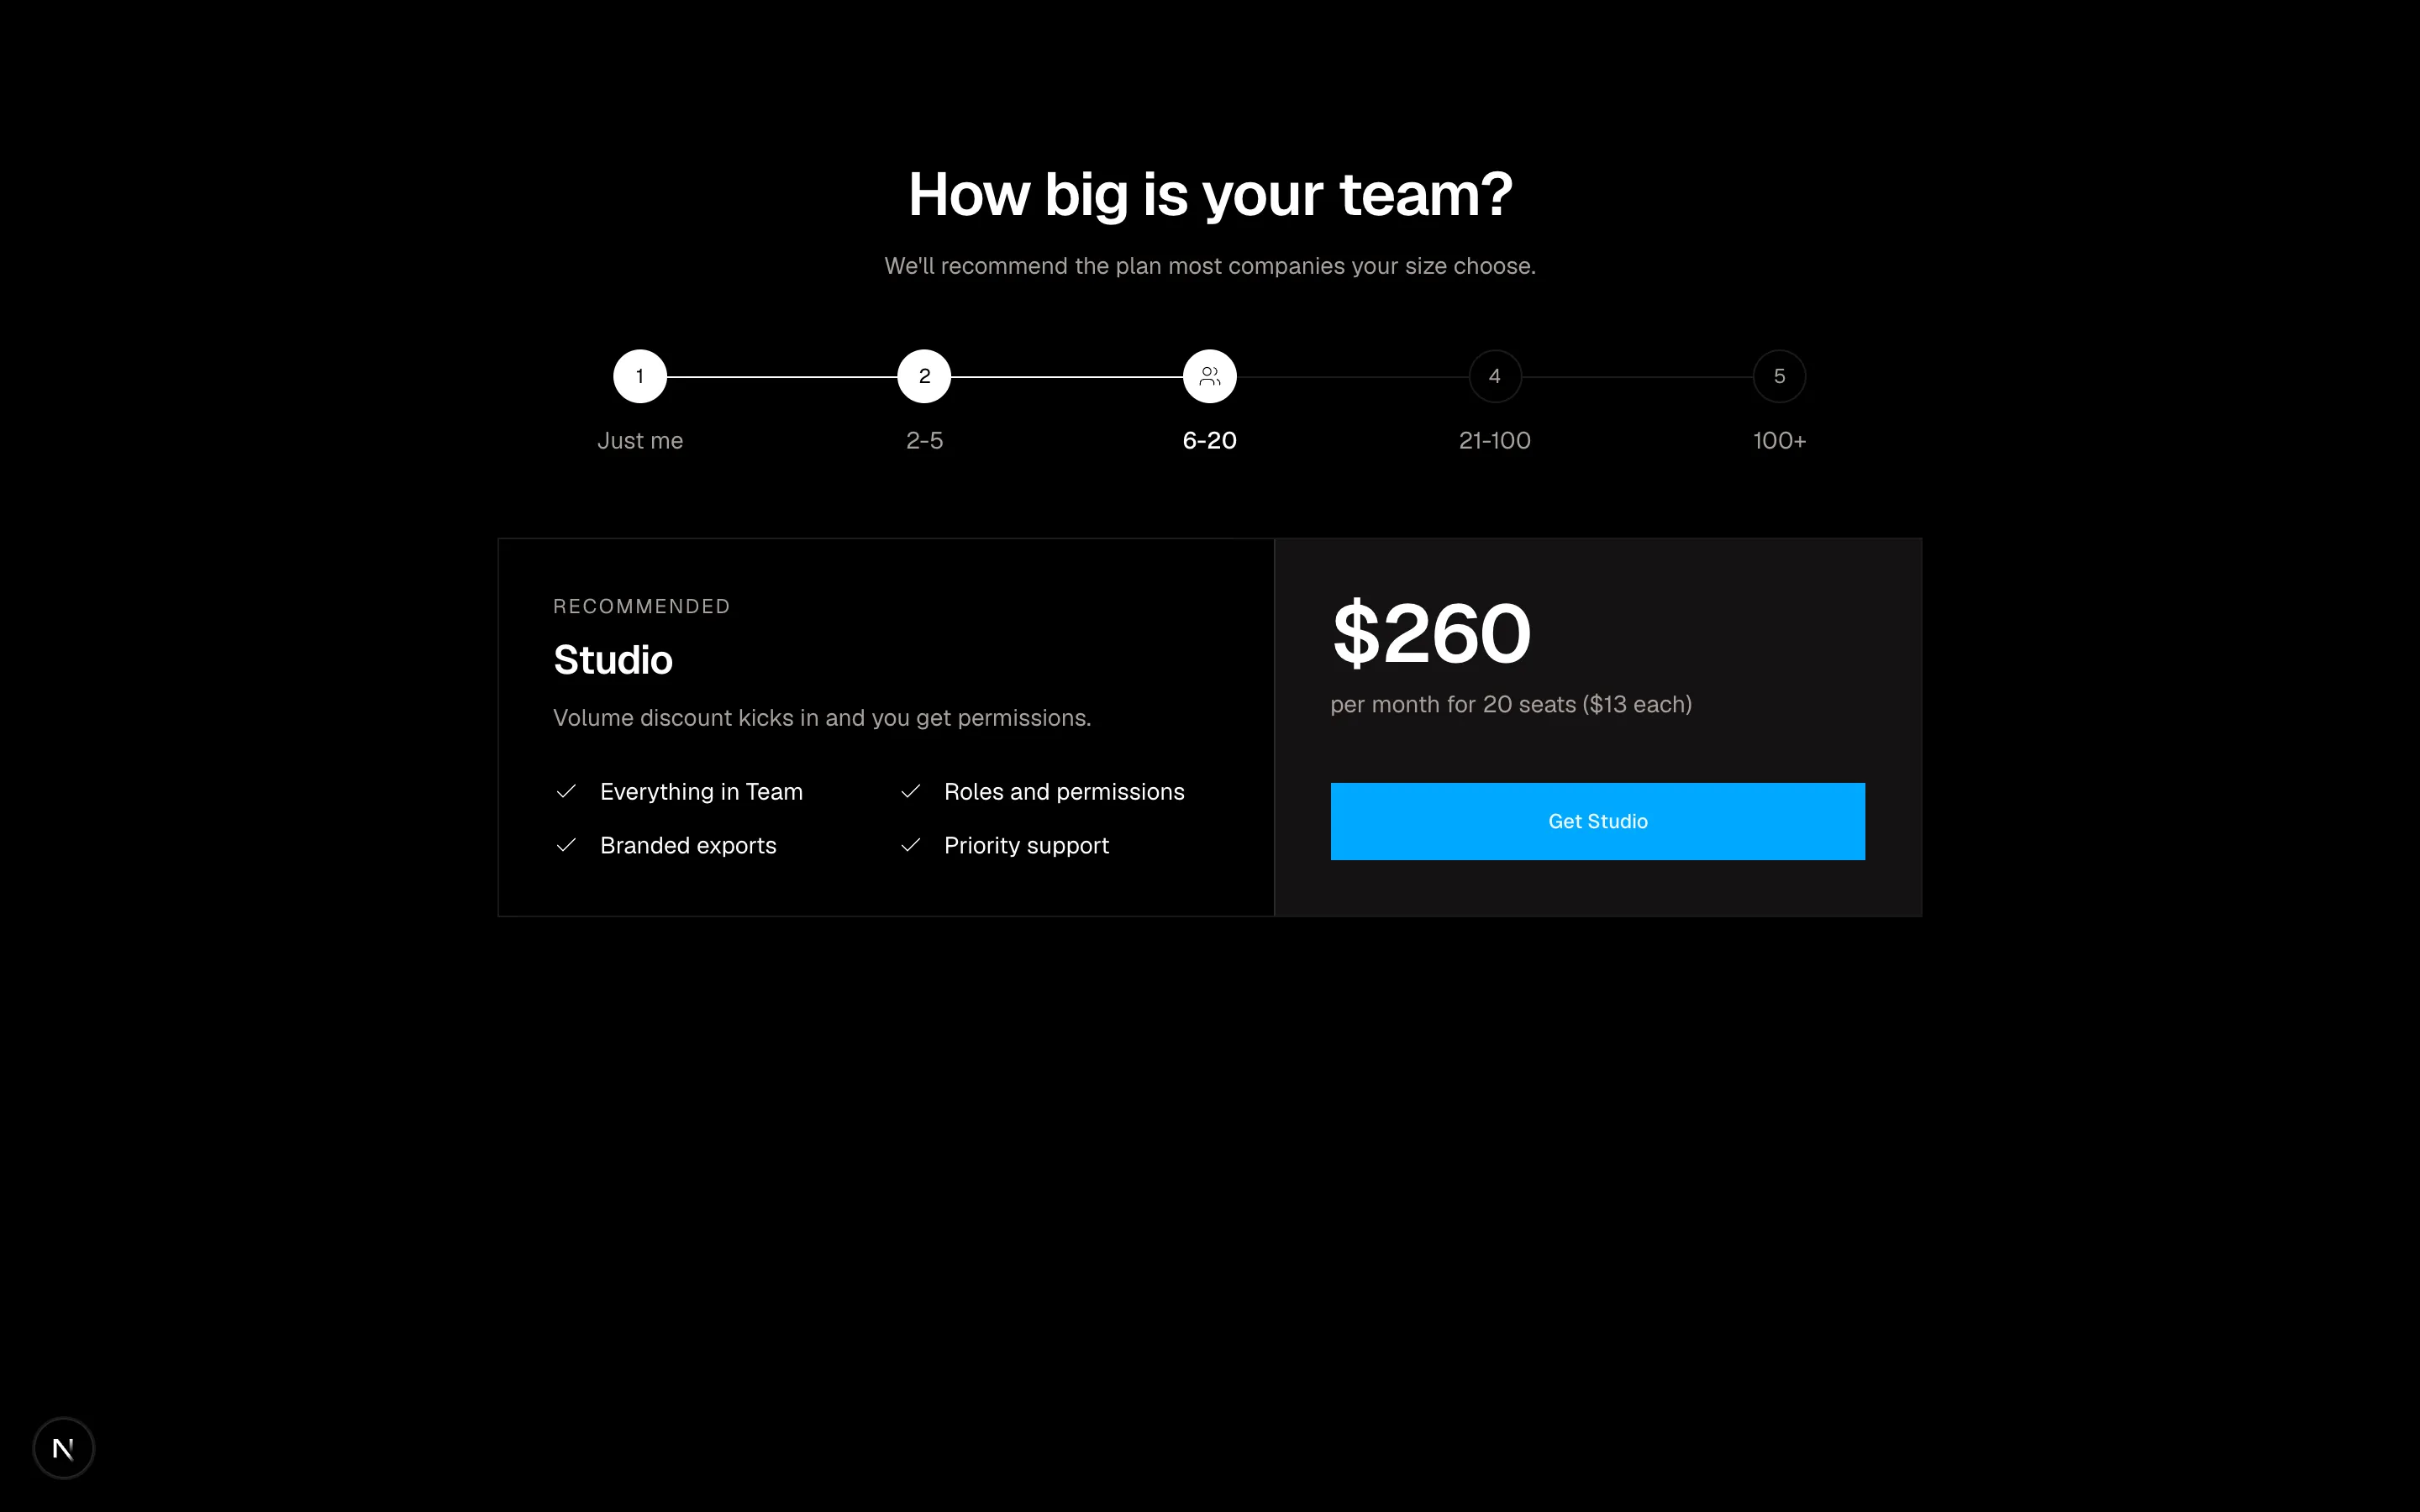 How big is your team?
We'll recommend the plan most companies your size choose.
1
2
4
5
Just me
2-5
6-20
21-100
100+
RECOMMENDED
Studio
Volume discount kicks in and you get permissions.
Everything in Team
Roles and permissions
Branded exports
Priority support
$260
per month for 20 seats ($13 each)
Get Studio
N